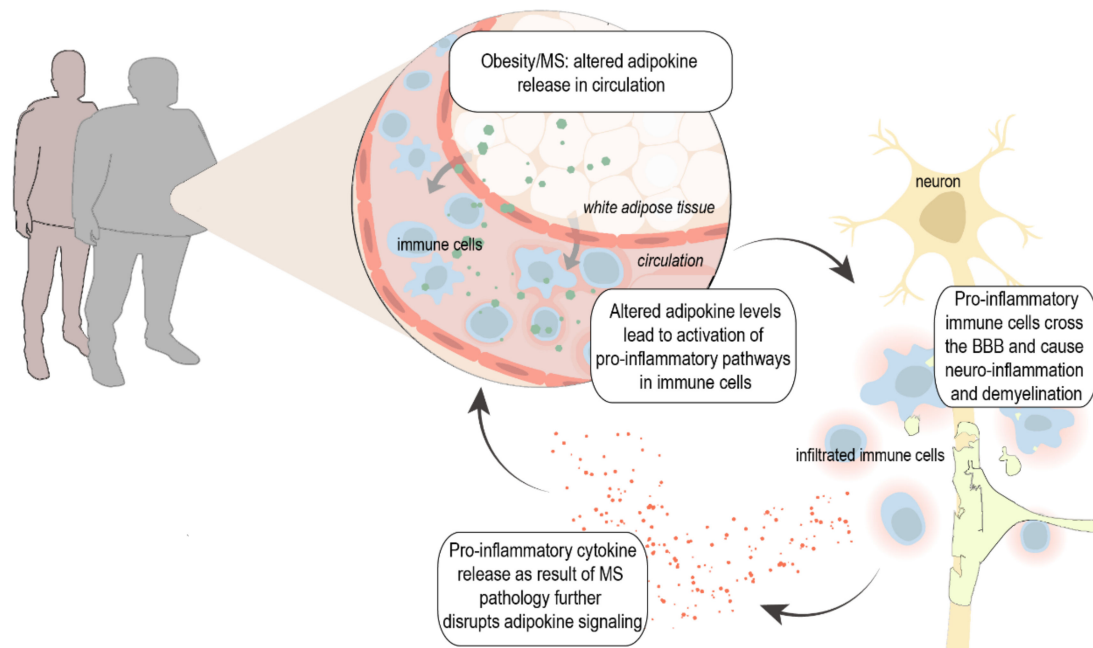 Obesity/MS: altered adipokine
release in circulation
neuron
white adipose tissue
immune cells
circulation
Altered adipokine levels
lead to activation of
pro-inflammatory pathways
in immune cells
Pro-inflammatory
immune cells cross
the BBB and cause
neuro-inflammation
and demyelination
infiltrated immune cells
Pro-inflammatory cytokine
release as result of MS
pathology further
disrupts adipokine signaling